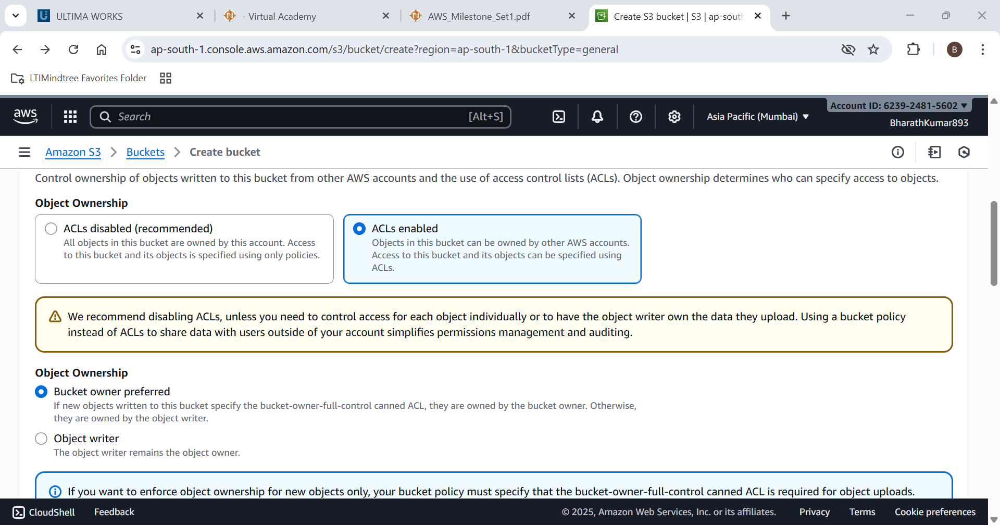 ULTIMA WORKS
- Virtual Academy
AWS_Milestone_Set1.pdf
Create S3 bucket | S3 | ap-south
ap-south-1.console.aws.amazon.com/s3/bucket/create?region=ap-south-1&bucketType=general
B
LTIMindtree Favorites Folder
aws
Search
[Alt+S]
Asia Pacific (Mumbai)
Account ID: 6239-2481-5602
BharathKumar893
Amazon S3
Buckets
Create bucket
Control ownership of objects written to this bucket from other AWS accounts and the use of access control lists (ACLs). Object ownership determines who can specify access to objects.
Object Ownership
ACLs disabled (recommended)
All objects in this bucket are owned by this account. Access
to this bucket and its objects is specified using only policies.
ACLs enabled
Objects in this bucket can be owned by other AWS accounts.
Access to this bucket and its objects can be specified using
ACLs.
We recommend disabling ACLs, unless you need to control access for each object individually or to have the object writer own the data they upload. Using a bucket policy
instead of ACLs to share data with users outside of your account simplifies permissions management and auditing.
Object Ownership
Bucket owner preferred
If new objects written to this bucket specify the bucket-owner-full-control canned ACL, they are owned by the bucket owner. Otherwise,
they are owned by the object writer.
Object writer
The object writer remains the object owner.
If you want to enforce object ownership for new objects only, your bucket policy must specify that the bucket-owner-full-control canned ACL is required for object uploads.
CloudShell
Feedback
© 2025, Amazon Web Services, Inc. or its affiliates.
Privacy
Terms
Cookie preferences